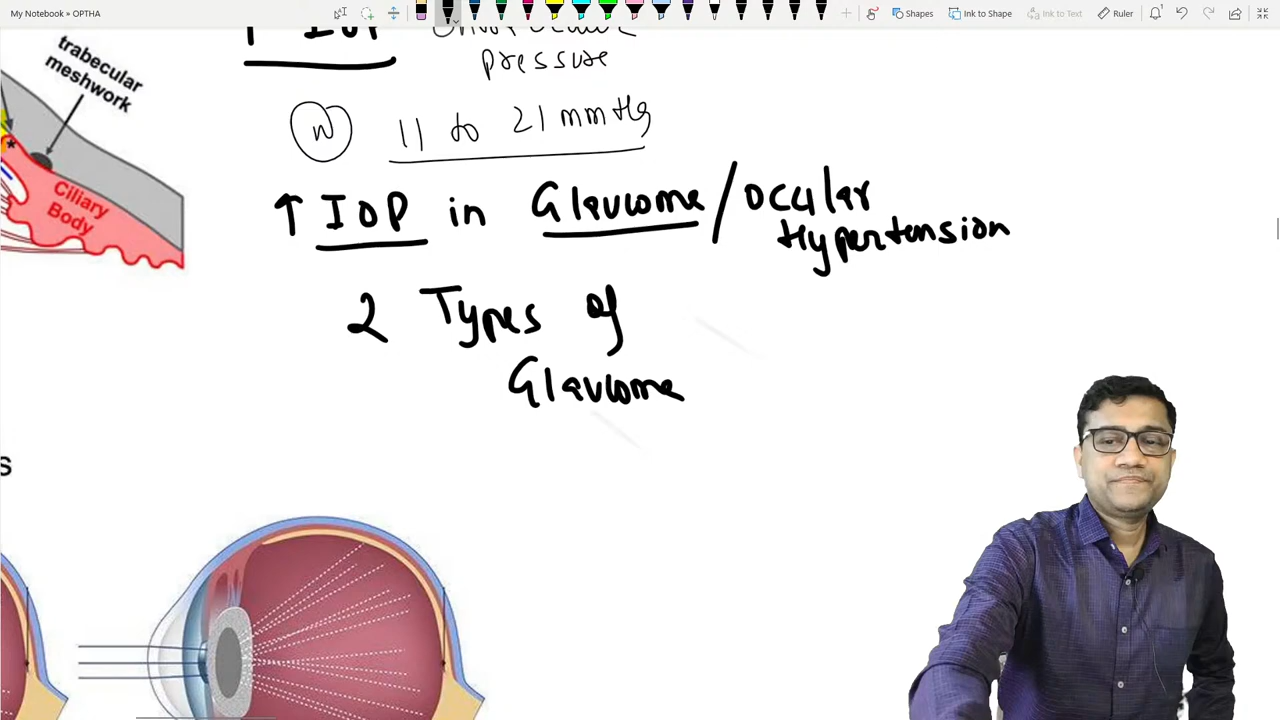 My Notebook » OPTHA
Shapes
Ink to Shape
Ink to Text
Ruler
trabecular
meshwork
Ciliary
Body
↑ IOP
pressure
N 11 to 21 mmHg
↑ IOP in Glaucoma / Ocular
Hypertension
2 Types of
Glaucoma
s